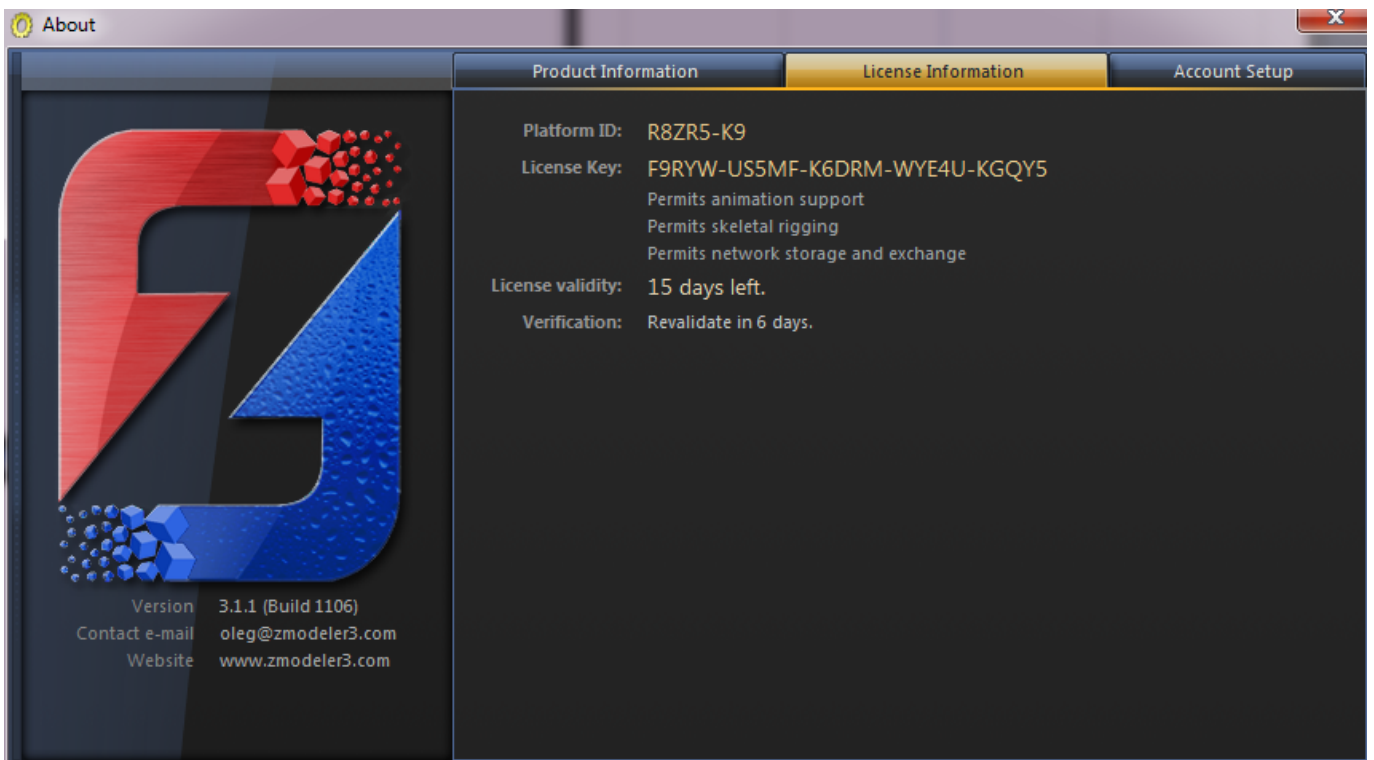 About
Product Information
License Information
Account Setup
Platform ID: R8ZR5-K9
License Key: F9RYW-US5MF-K6DRM-WYE4U-KGQY5
Permits animation support
Permits skeletal rigging
Permits network storage and exchange
License validity: 15 days left.
Verification: Revalidate in 6 days.
Version 3.1.1 (Build 1106)
Contact e-mail oleg@zmodeler3.com
Website www.zmodeler3.com